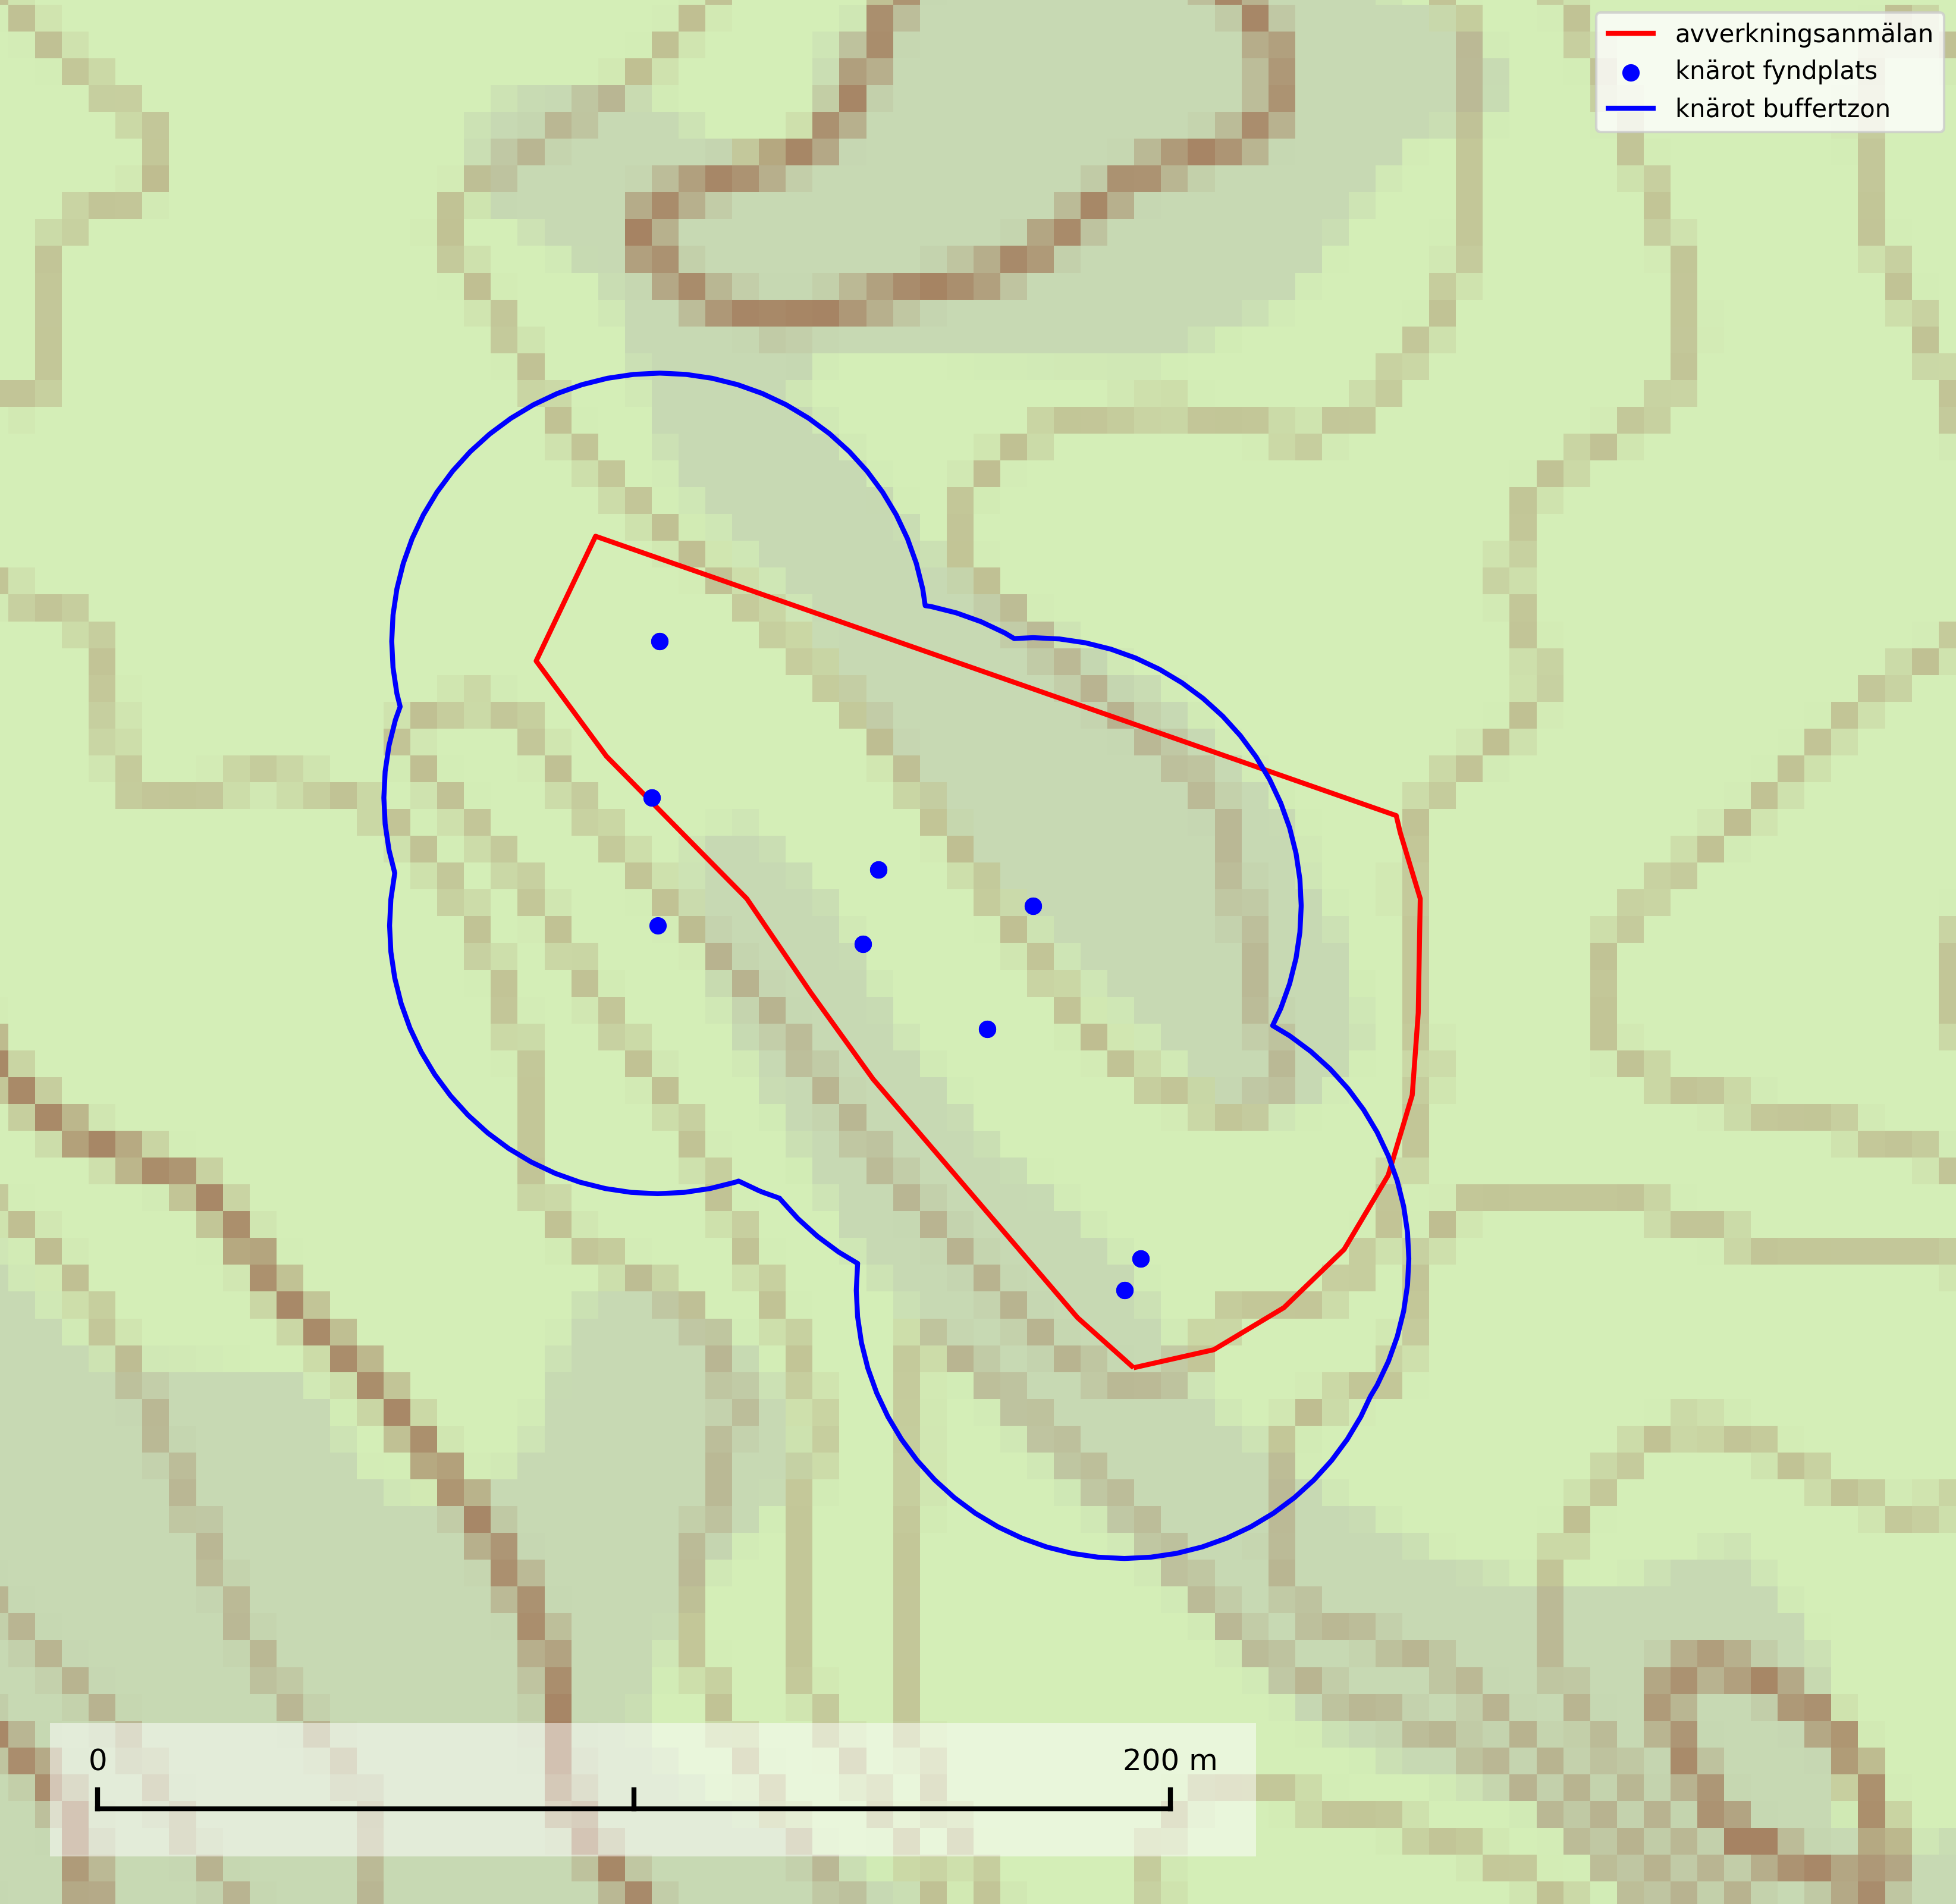 avverkningsanmälan
knärot fyndplats
knärot buffertzon
0
200 m